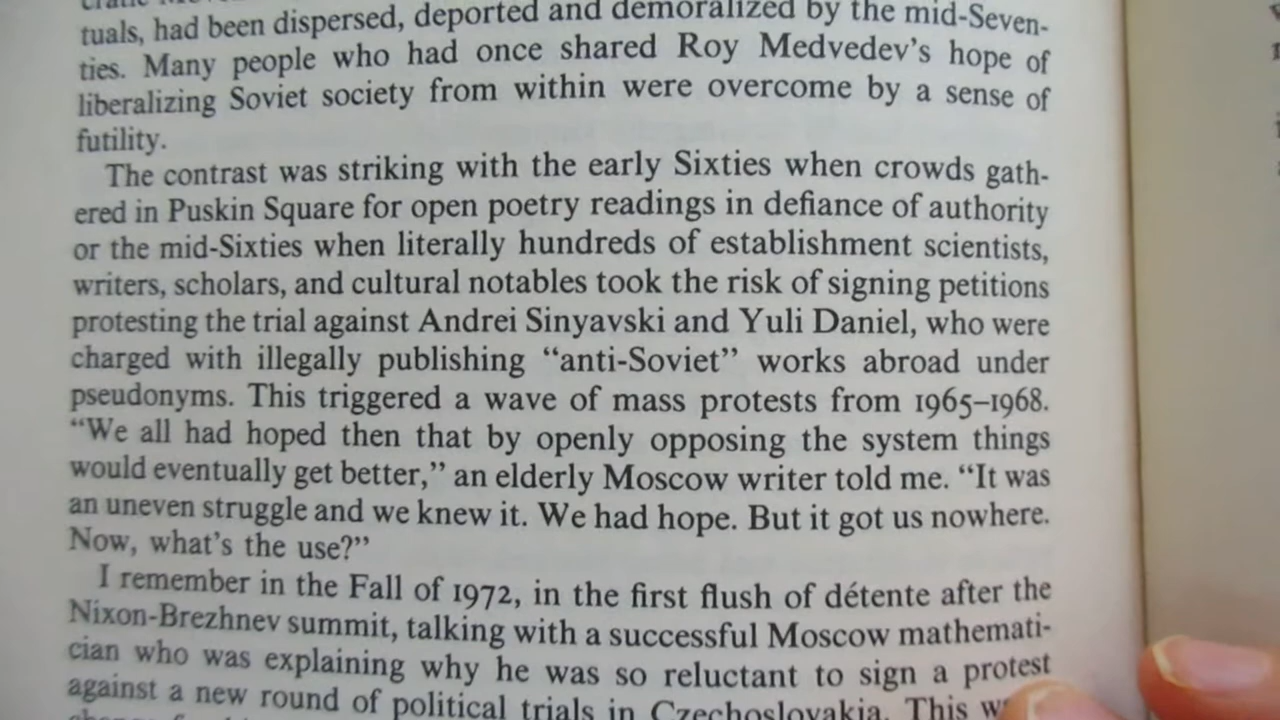 tuals, had been dispersed, deported and demoralized by the mid-Seven-
ties. Many people who had once shared Roy Medvedev's hope of
liberalizing Soviet society from within were overcome by a sense of
futility.
The contrast was striking with the early Sixties when crowds gath-
ered in Puskin Square for open poetry readings in defiance of authority
or the mid-Sixties when literally hundreds of establishment scientists,
writers, scholars, and cultural notables took the risk of signing petitions
protesting the trial against Andrei Sinyavski and Yuli Daniel, who were
charged with illegally publishing “anti-Soviet” works abroad under
pseudonyms. This triggered a wave of mass protests from 1965–1968.
“We all had hoped then that by openly opposing the system things
would eventually get better,” an elderly Moscow writer told me. “It was
an uneven struggle and we knew it. We had hope. But it got us nowhere.
Now, what's the use?”
I remember in the Fall of 1972, in the first flush of détente after the
Nixon-Brezhnev summit, talking with a successful Moscow mathemati-
cian who was explaining why he was so reluctant to sign a protest
against a new round of political trials in Czechoslovakia. This